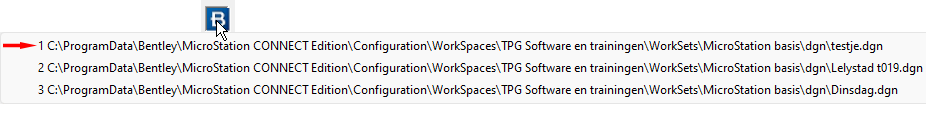 B
1 C:\ProgramData\Bentley\MicroStation CONNECT Edition\Configuration\WorkSpaces\TPG Software en trainingen\WorkSets\MicroStation basis\dgn\testje.dgn
2 C:\ProgramData\Bentley\MicroStation CONNECT Edition\Configuration\WorkSpaces\TPG Software en trainingen\WorkSets\MicroStation basis\dgn\Lelystad t019.dgn
3 C:\ProgramData\Bentley\MicroStation CONNECT Edition\Configuration\WorkSpaces\TPG Software en trainingen\WorkSets\MicroStation basis\dgn\Dinsdag.dgn